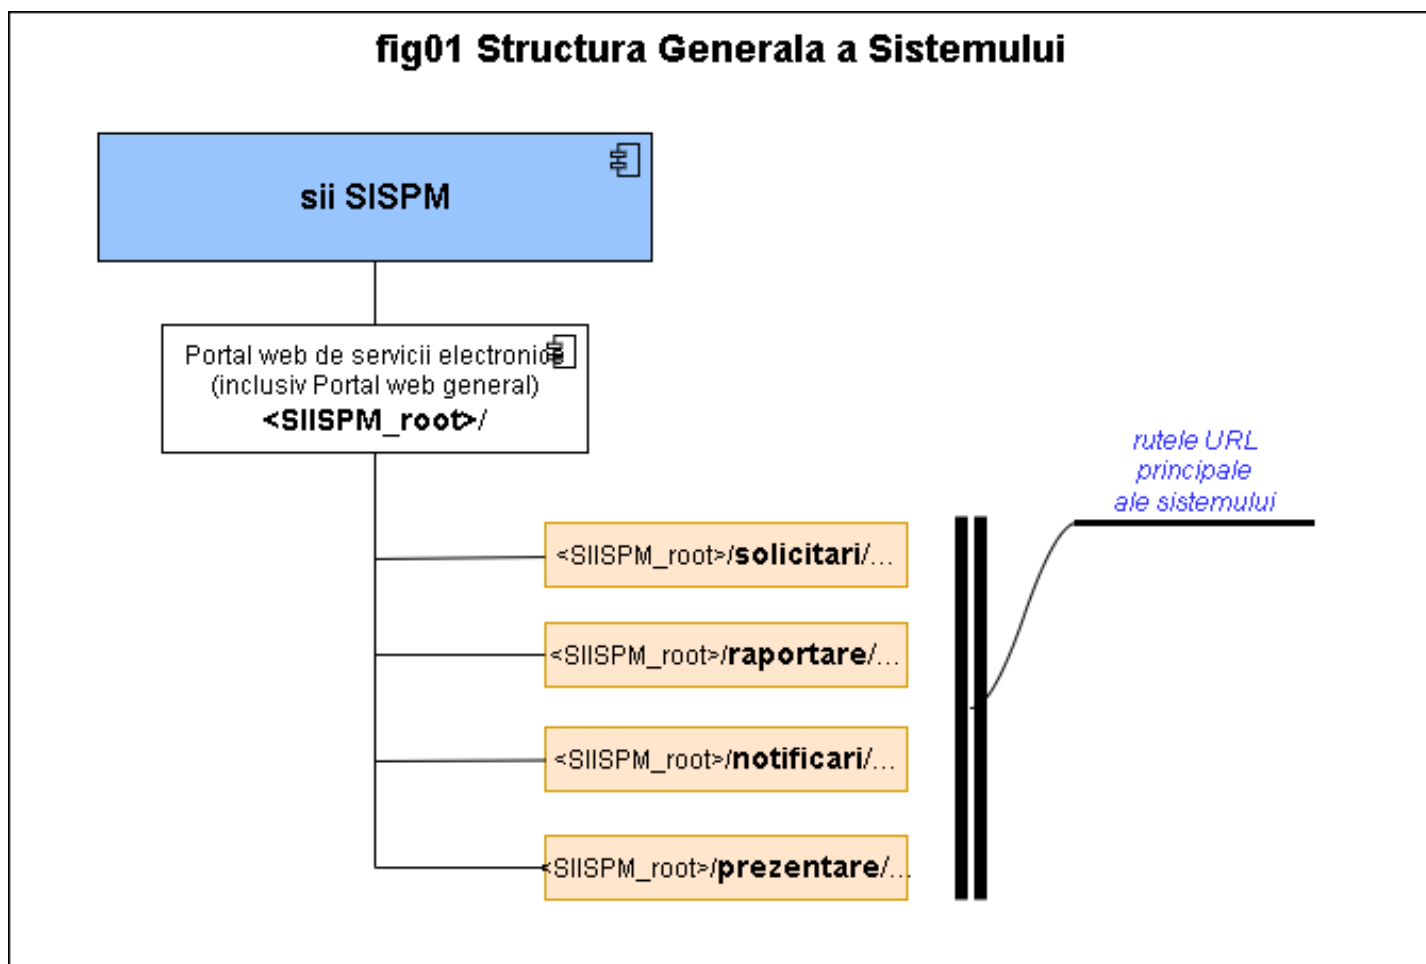 fig01 Structura Generala a Sistemului
sii SISPM
Portal web de servicii electronice
(inclusiv Portal web general)
<SIISPM_root>/
rutele URL
principale
ale sistemului
<SIISPM_root>/solicitari/...
<SIISPM_root>/raportare/...
<SIISPM_root>/notificari/...
<SIISPM_root>/prezentare/...